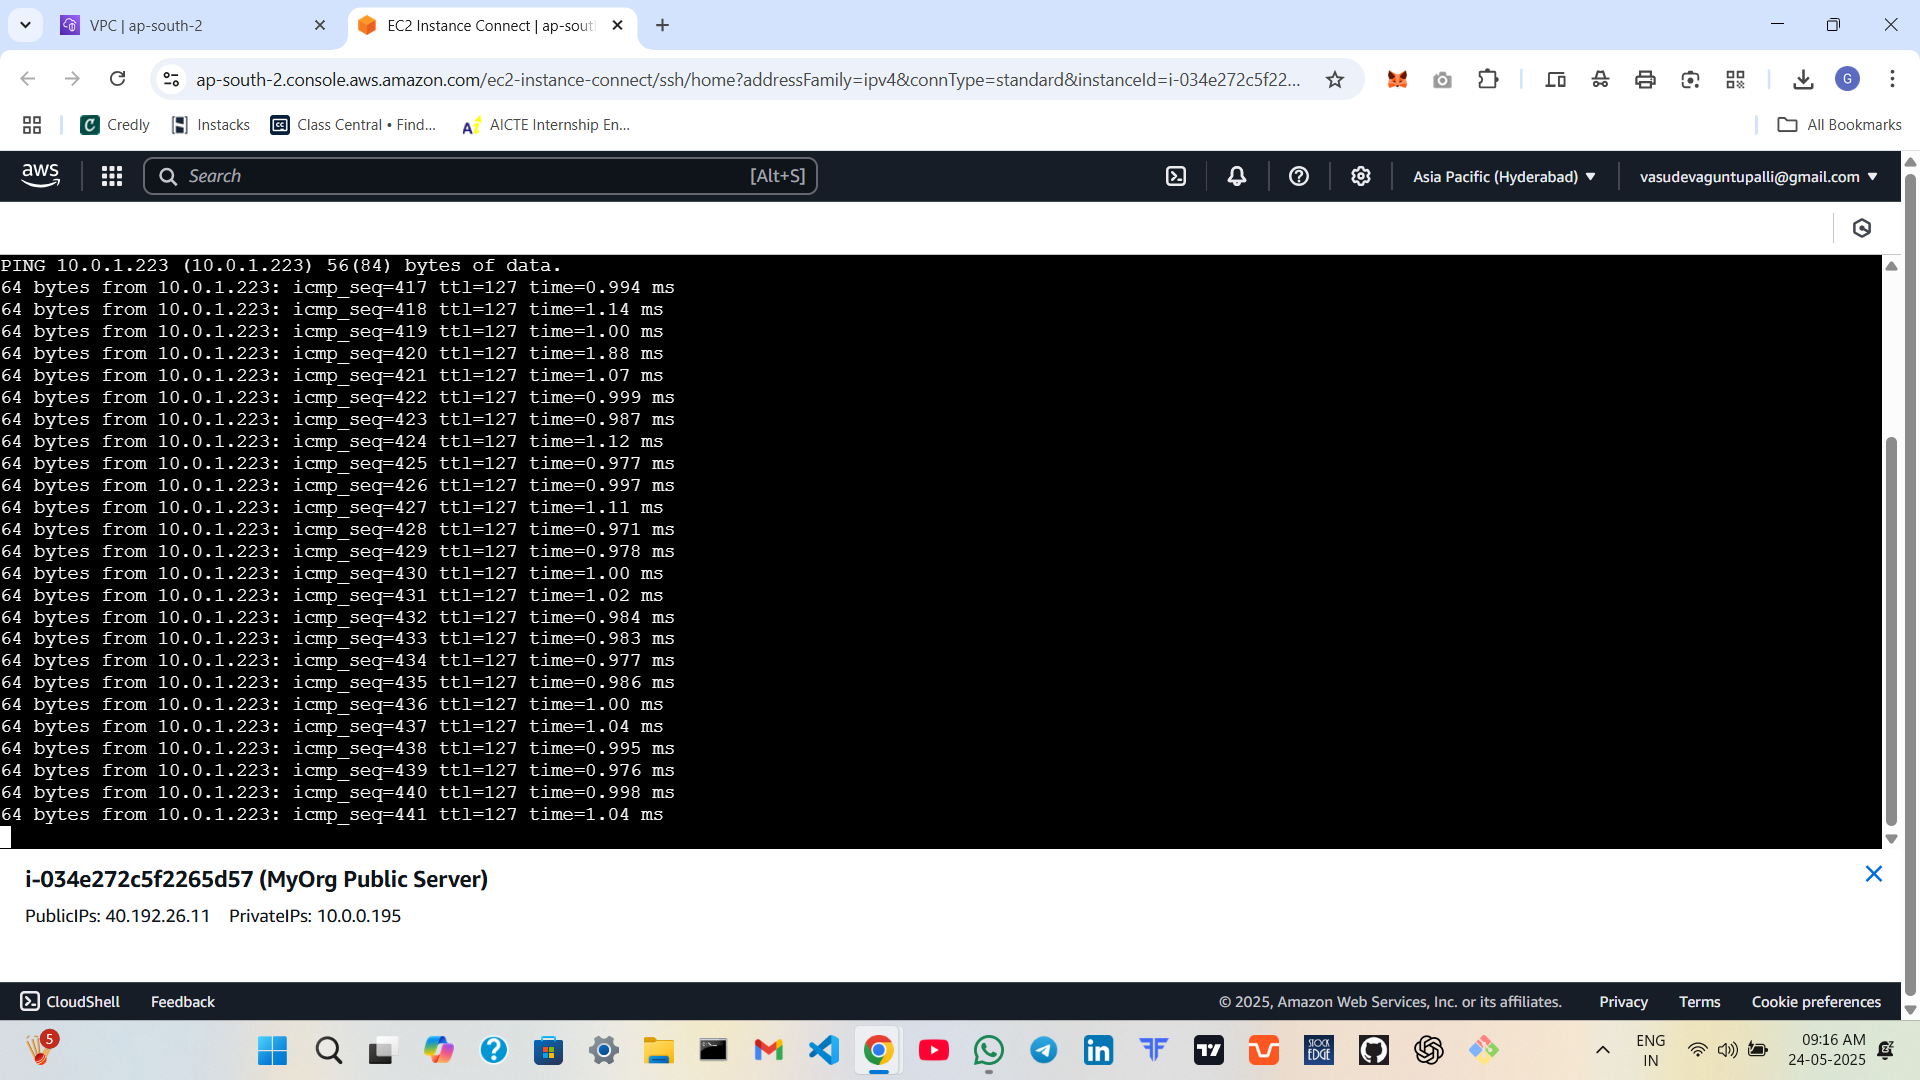 VPC | ap-south-2
EC2 Instance Connect | ap-sout
ap-south-2.console.aws.amazon.com/ec2-instance-connect/ssh/home?addressFamily=ipv4&connType=standard&instanceId=i-034e272c5f22...
G
Credly
Instacks
Class Central • Find...
AICTE Internship En...
All Bookmarks
aws
Search
[Alt+S]
Asia Pacific (Hyderabad)
vasudevaguntupalli@gmail.com
PING 10.0.1.223 (10.0.1.223) 56(84) bytes of data.
64 bytes from 10.0.1.223: icmp_seq=417 ttl=127 time=0.994 ms
64 bytes from 10.0.1.223: icmp_seq=418 ttl=127 time=1.14 ms
64 bytes from 10.0.1.223: icmp_seq=419 ttl=127 time=1.00 ms
64 bytes from 10.0.1.223: icmp_seq=420 ttl=127 time=1.88 ms
64 bytes from 10.0.1.223: icmp_seq=421 ttl=127 time=1.07 ms
64 bytes from 10.0.1.223: icmp_seq=422 ttl=127 time=0.999 ms
64 bytes from 10.0.1.223: icmp_seq=423 ttl=127 time=0.987 ms
64 bytes from 10.0.1.223: icmp_seq=424 ttl=127 time=1.12 ms
64 bytes from 10.0.1.223: icmp_seq=425 ttl=127 time=0.977 ms
64 bytes from 10.0.1.223: icmp_seq=426 ttl=127 time=0.997 ms
64 bytes from 10.0.1.223: icmp_seq=427 ttl=127 time=1.11 ms
64 bytes from 10.0.1.223: icmp_seq=428 ttl=127 time=0.971 ms
64 bytes from 10.0.1.223: icmp_seq=429 ttl=127 time=0.978 ms
64 bytes from 10.0.1.223: icmp_seq=430 ttl=127 time=1.00 ms
64 bytes from 10.0.1.223: icmp_seq=431 ttl=127 time=1.02 ms
64 bytes from 10.0.1.223: icmp_seq=432 ttl=127 time=0.984 ms
64 bytes from 10.0.1.223: icmp_seq=433 ttl=127 time=0.983 ms
64 bytes from 10.0.1.223: icmp_seq=434 ttl=127 time=0.977 ms
64 bytes from 10.0.1.223: icmp_seq=435 ttl=127 time=0.986 ms
64 bytes from 10.0.1.223: icmp_seq=436 ttl=127 time=1.00 ms
64 bytes from 10.0.1.223: icmp_seq=437 ttl=127 time=1.04 ms
64 bytes from 10.0.1.223: icmp_seq=438 ttl=127 time=0.995 ms
64 bytes from 10.0.1.223: icmp_seq=439 ttl=127 time=0.976 ms
64 bytes from 10.0.1.223: icmp_seq=440 ttl=127 time=0.998 ms
64 bytes from 10.0.1.223: icmp_seq=441 ttl=127 time=1.04 ms
i-034e272c5f2265d57 (MyOrg Public Server)
PublicIPs: 40.192.26.11 PrivateIPs: 10.0.0.195
CloudShell
Feedback
© 2025, Amazon Web Services, Inc. or its affiliates.
Privacy
Terms
Cookie preferences
5
STOCK
EDGE
ENG
IN
09:16 AM
24-05-2025